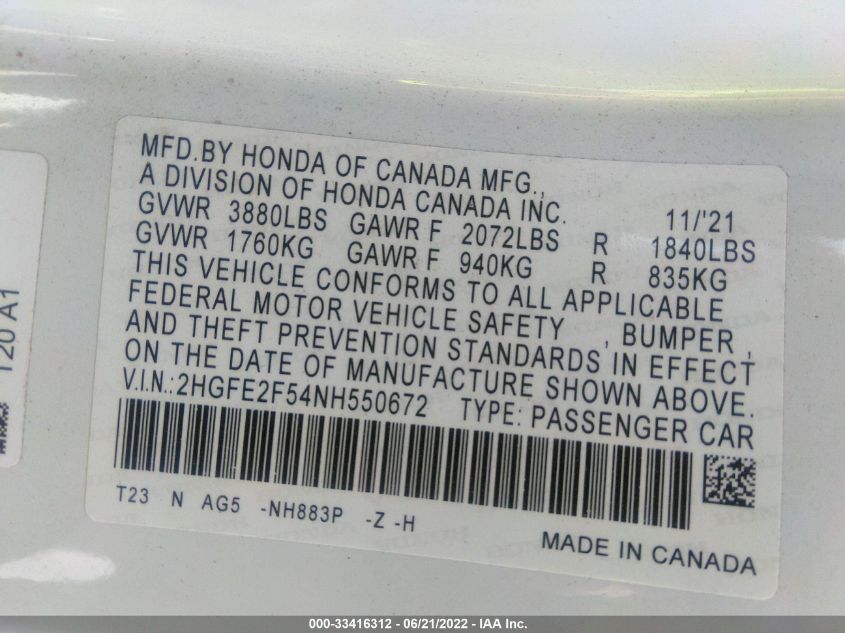 MFD.BY HONDA OF CANADA MFG.,
A DIVISION OF HONDA CANADA INC. 11/'21
GVWR 3880LBS GAWR F 2072LBS R 1840LBS
GVWR 1760KG GAWR F 940KG R 835KG
THIS VEHICLE CONFORMS TO ALL APPLICABLE
FEDERAL MOTOR VEHICLE SAFETY , BUMPER ,
AND THEFT PREVENTION STANDARDS IN EFFECT
ON THE DATE OF MANUFACTURE SHOWN ABOVE.
V.I.N.:2HGFE2F54NH550672 TYPE: PASSENGER CAR
T23 N AG5 -NH883P -Z -H
MADE IN CANADA
T20 A1
000-33416312 - 06/21/2022 - IAA Inc.